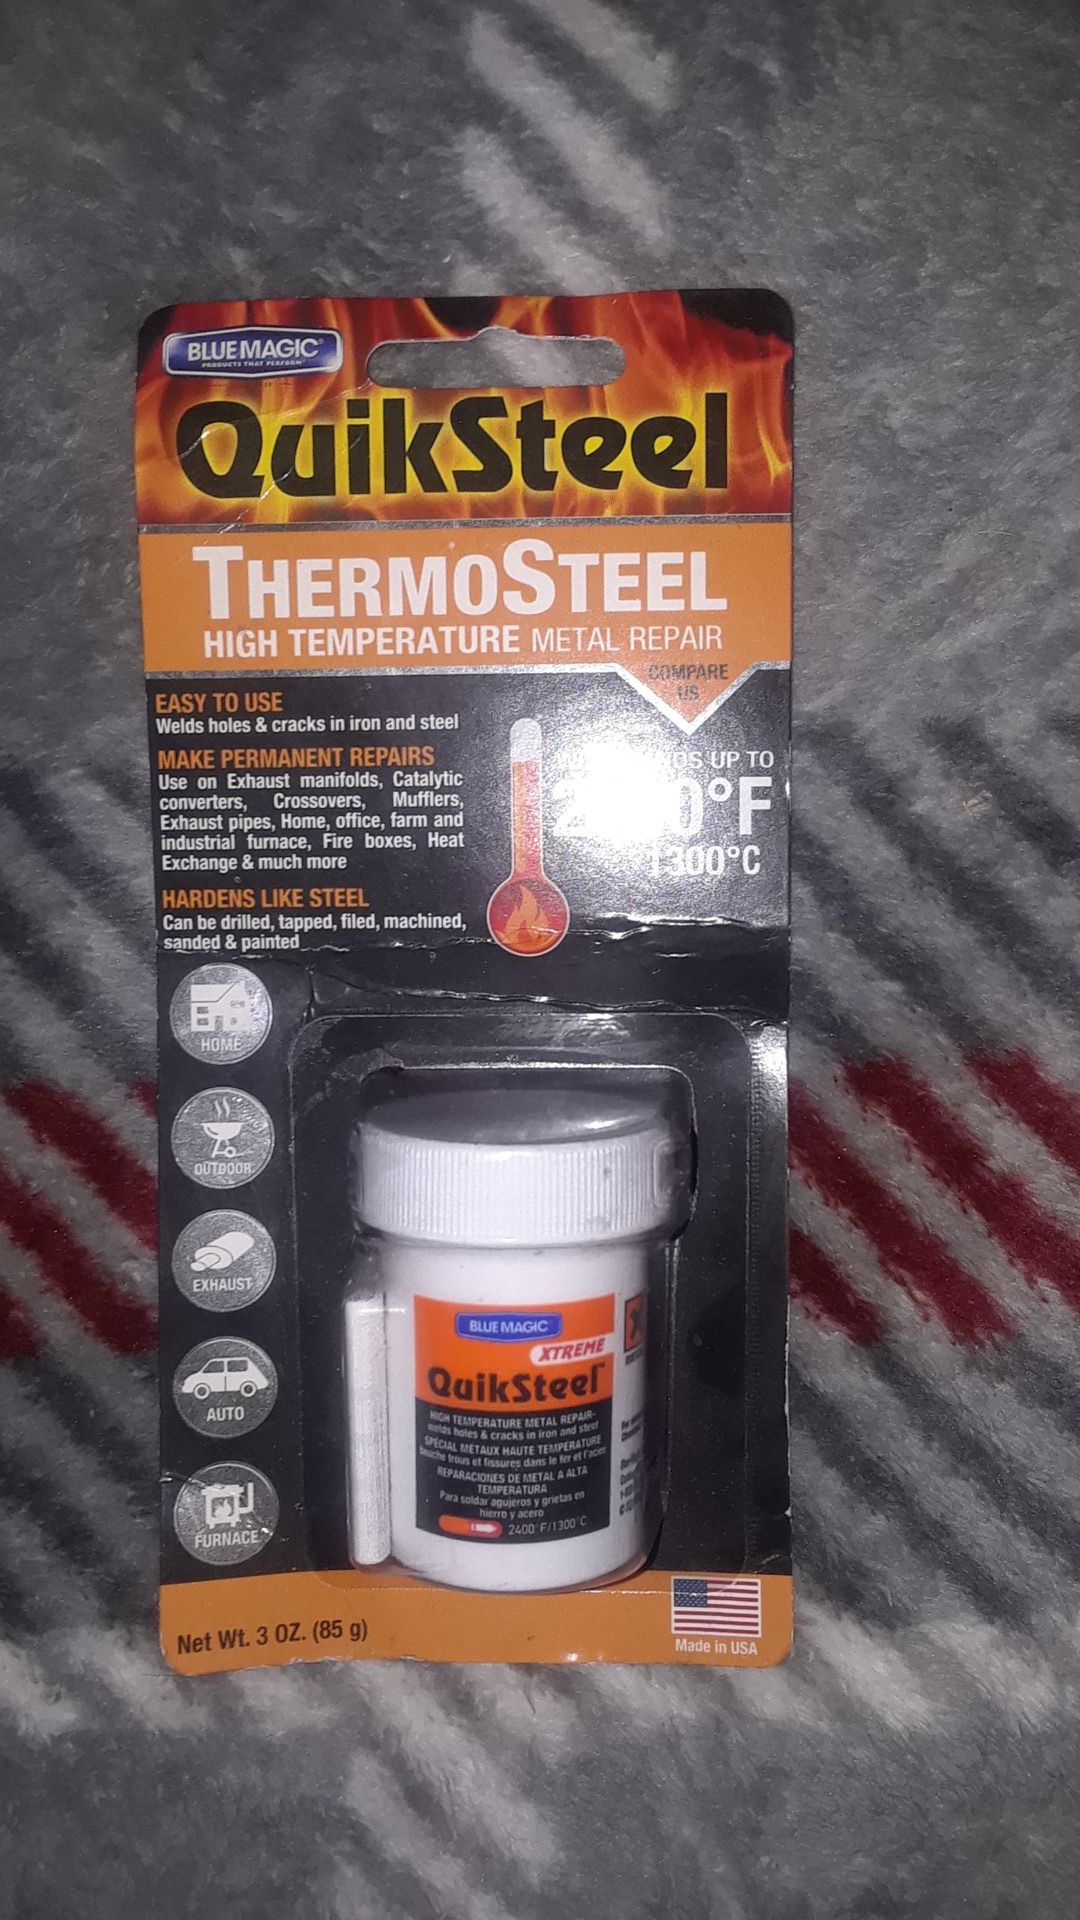 BLUE MAGIC®
PRODUCTS THAT PERFORM™
QuikSteel
THERMOSTEEL
HIGH TEMPERATURE METAL REPAIR
COMPARE
US
EASY TO USE
Welds holes & cracks in iron and steel
MAKE PERMANENT REPAIRS
Use on Exhaust manifolds, Catalytic
converters, Crossovers, Mufflers,
Exhaust pipes, Home, office, farm and
industrial furnace, Fire boxes, Heat
Exchange & much more
HARDENS LIKE STEEL
Can be drilled, tapped, filed, machined,
sanded & painted
UP TO
1300°C
HOME
OUTDOOR
EXHAUST
AUTO
FURNACE
BLUE MAGIC
XTREME
QuikSteel™
HIGH TEMPERATURE METAL REPAIR-
welds holes & cracks in iron and steel
SPÉCIAL MÉTAUX HAUTE TEMPÉRATURE
Bouche trous et fissures dans le fer et l'acier
REPARACIONES DE METAL A ALTA
TEMPERATURA
Para soldar agujeros y grietas en
hierro y acero
2400°F/1300°C
Net Wt. 3 OZ. (85 g)
Made in USA